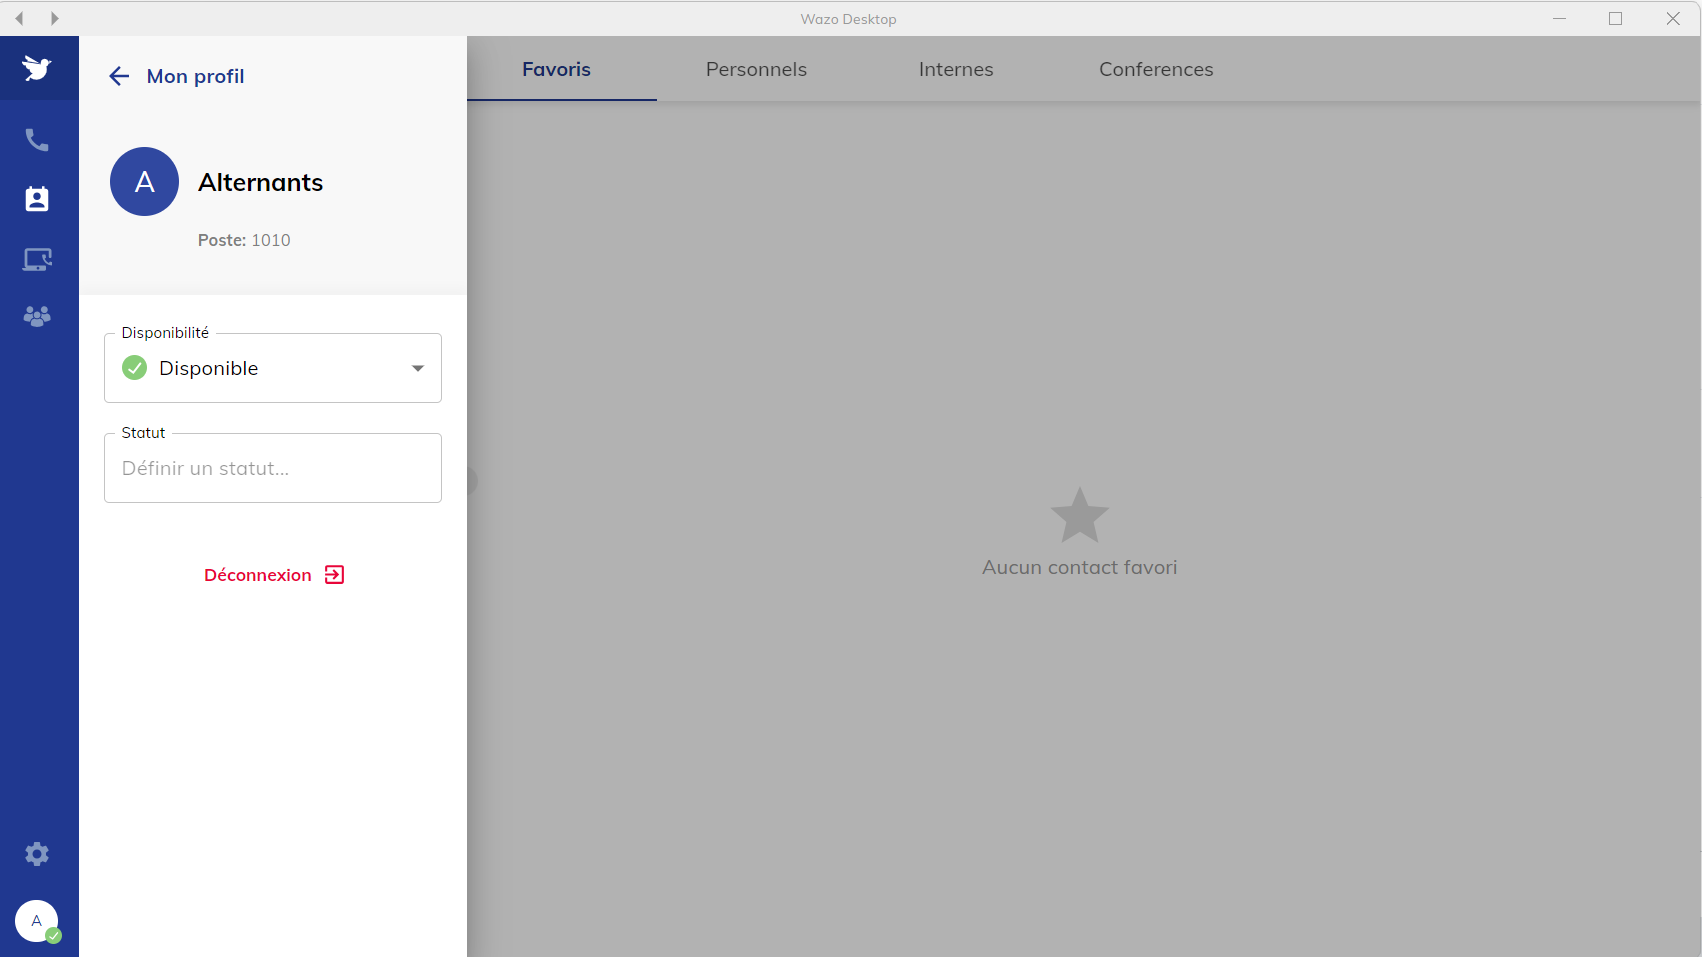 Wazo Desktop
Mon profil
A
Alternants
Poste: 1010
Disponibilité
Disponible
Statut
Définir un statut...
Déconnexion
A
Favoris
Personnels
Internes
Conferences
Aucun contact favori